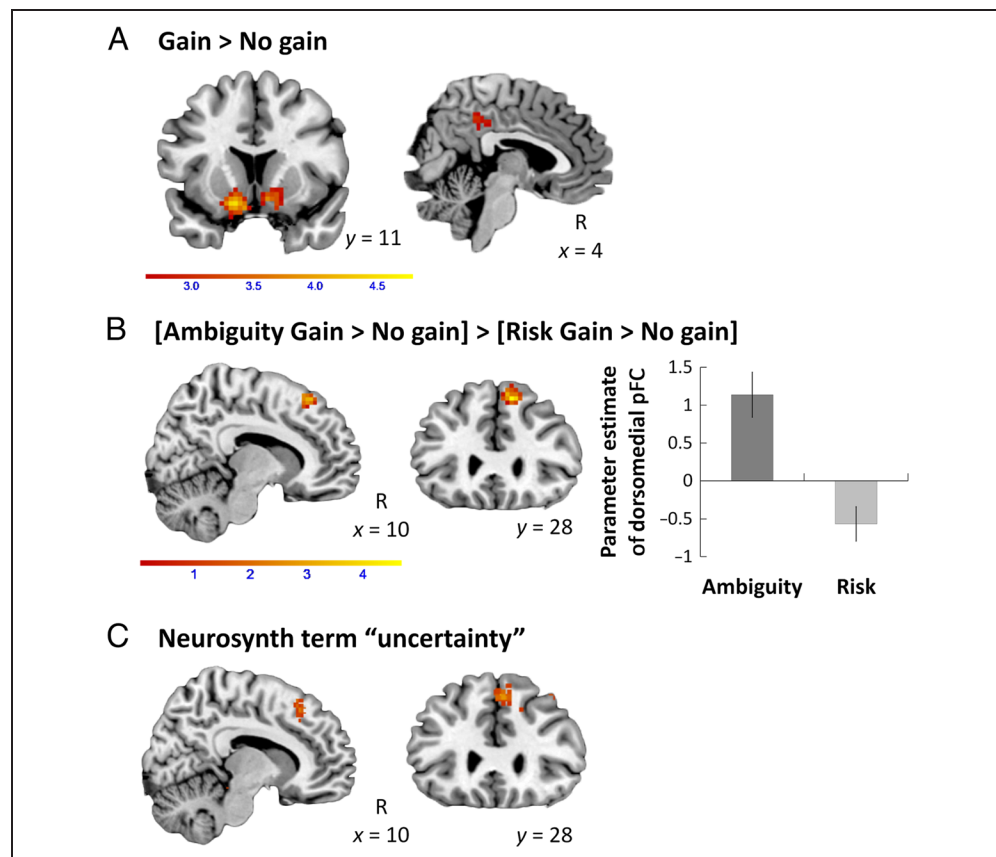 A Gain > No gain
y = 11
R
x = 4
3.0 3.5 4.0 4.5
B [Ambiguity Gain > No gain] > [Risk Gain > No gain]
R
x = 10
y = 28
1 2 3 4
Parameter estimate
of dorsomedial pFC
1.5
1
0.5
0
−0.5
−1
Ambiguity Risk
C Neurosynth term “uncertainty”
R
x = 10
y = 28